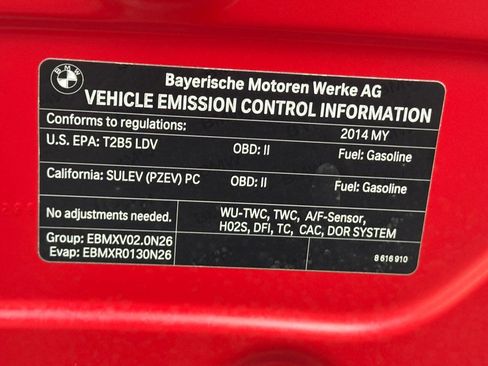 BMW
Bayerische Motoren Werke AG
VEHICLE EMISSION CONTROL INFORMATION
Conforms to regulations: 2014 MY
U.S. EPA: T2B5 LDV OBD: II Fuel: Gasoline
California: SULEV (PZEV) PC OBD: II Fuel: Gasoline
No adjustments needed. WU-TWC, TWC, A/F-Sensor,
H02S, DFI, TC, CAC, DOR SYSTEM
Group: EBMXV02.0N26
Evap: EBMXR0130N26 8 616 910